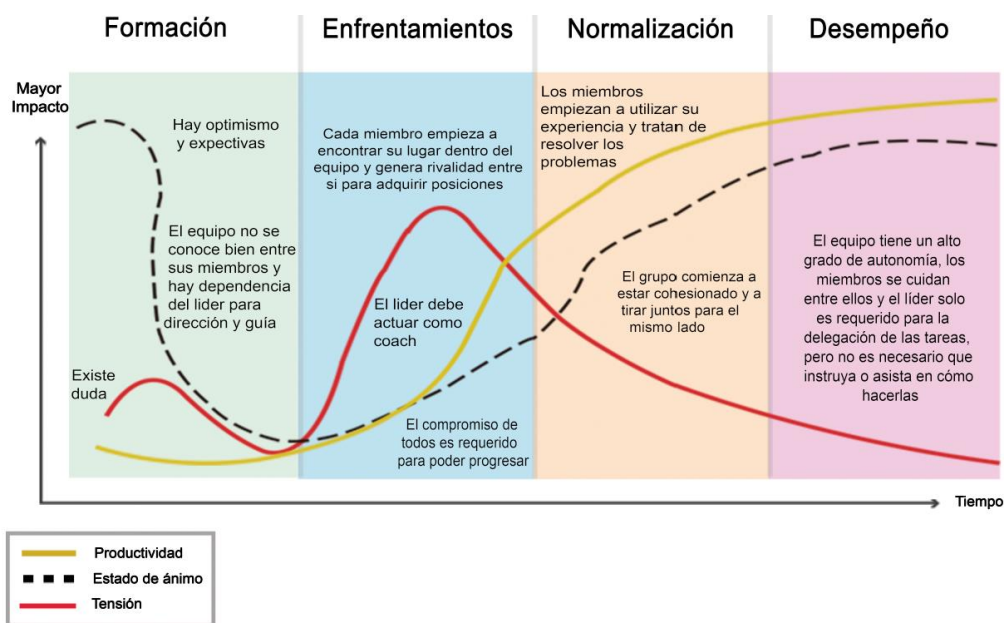 Formación
Enfrentamientos
Normalización
Desempeño
Mayor
Impacto
Hay optimismo
y expectivas
El equipo no se
conoce bien entre
sus miembros y
hay dependencia
del lider para
dirección y guía
Existe
duda
Cada miembro empieza a
encontrar su lugar dentro del
equipo y genera rivalidad entre
si para adquirir posiciones
El lider debe
actuar como
coach
El compromiso de
todos es requerido
para poder progresar
Los miembros
empiezan a utilizar su
experiencia y tratan de
resolver los
problemas
El grupo comienza a
estar cohesionado y a
tirar juntos para el
mismo lado
El equipo tiene un alto
grado de autonomía, los
miembros se cuidan
entre ellos y el líder solo
es requerido para la
delegación de las tareas,
pero no es necesario que
instruya o asista en cómo
hacerlas
Tiempo
Productividad
Estado de ánimo
Tensión